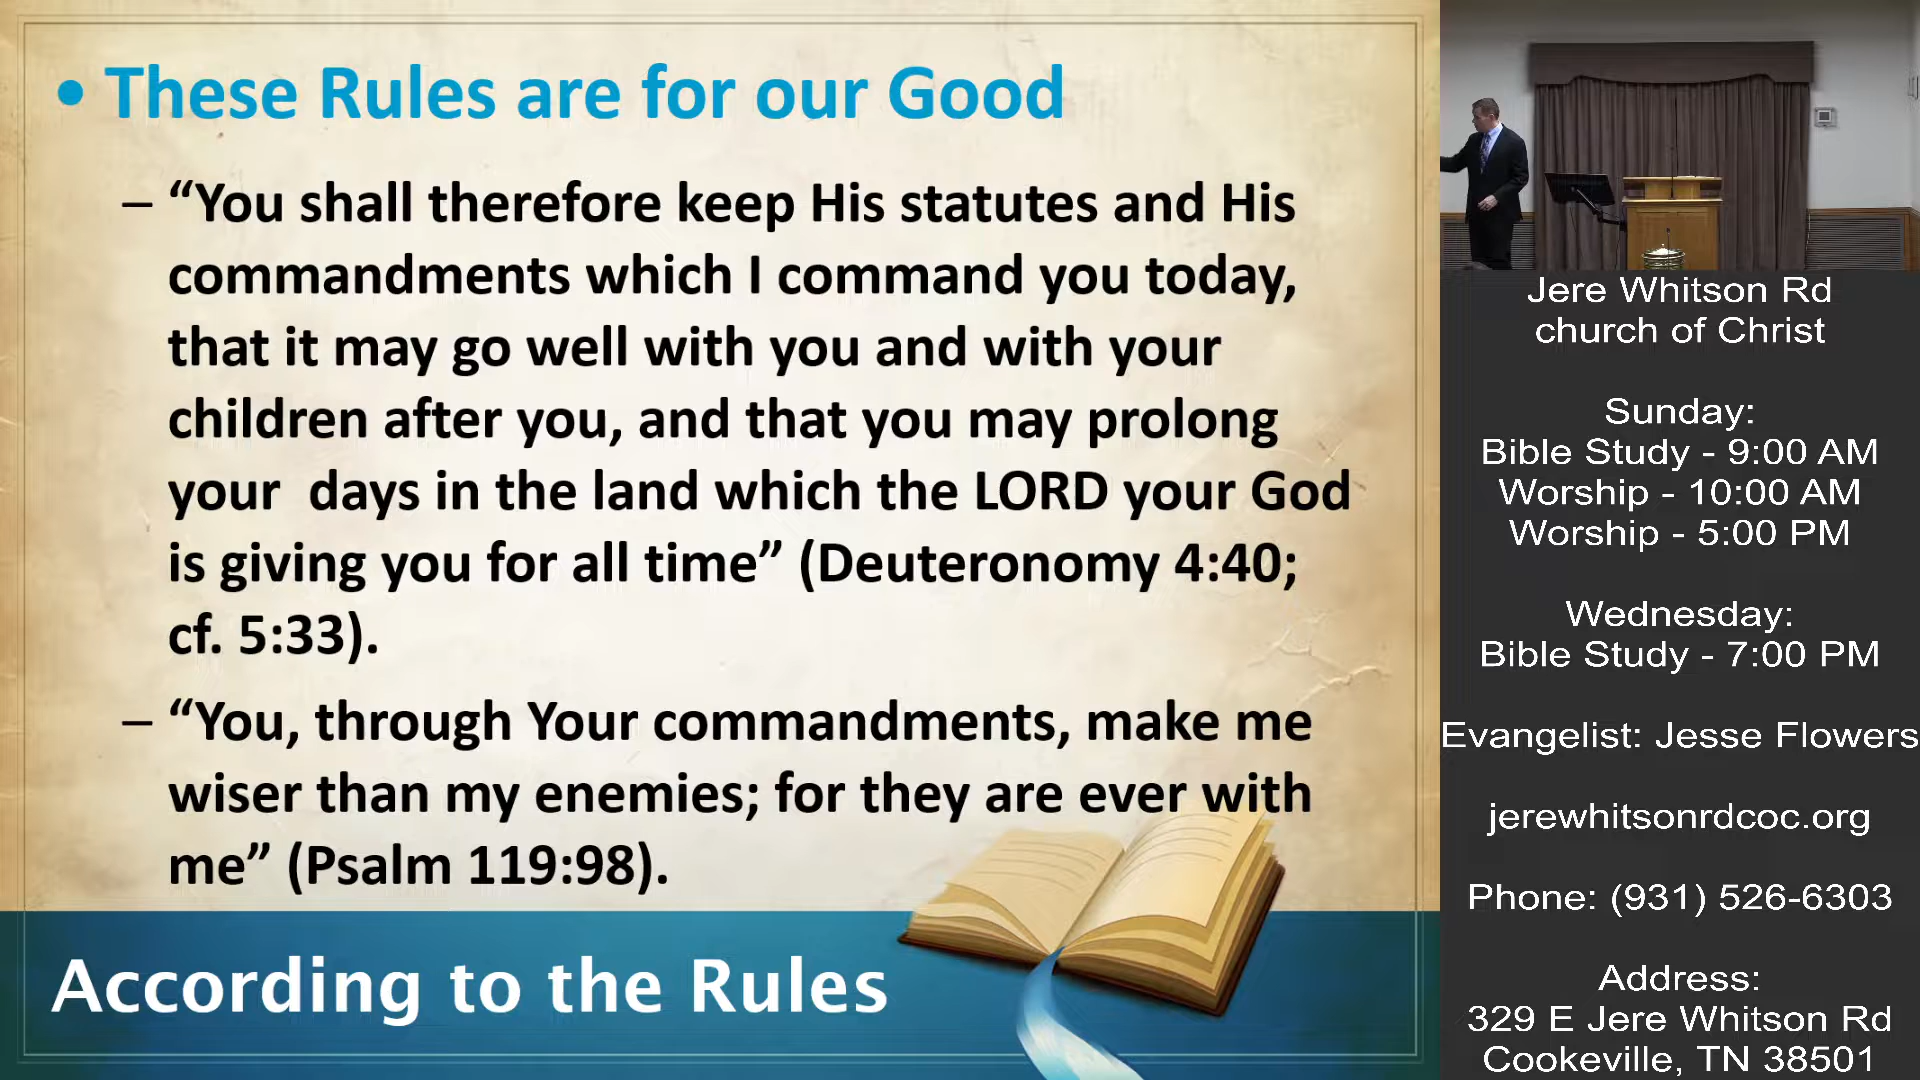 • These Rules are for our Good
– “You shall therefore keep His statutes and His
commandments which I command you today,
that it may go well with you and with your
children after you, and that you may prolong
your  days in the land which the LORD your God
is giving you for all time” (Deuteronomy 4:40;
cf. 5:33).
– “You, through Your commandments, make me
wiser than my enemies; for they are ever with
me” (Psalm 119:98).
According to the Rules
Jere Whitson Rd
church of Christ
Sunday:
Bible Study - 9:00 AM
Worship - 10:00 AM
Worship - 5:00 PM
Wednesday:
Bible Study - 7:00 PM
Evangelist: Jesse Flowers
jerewhitsonrdcoc.org
Phone: (931) 526-6303
Address:
329 E Jere Whitson Rd
Cookeville, TN 38501